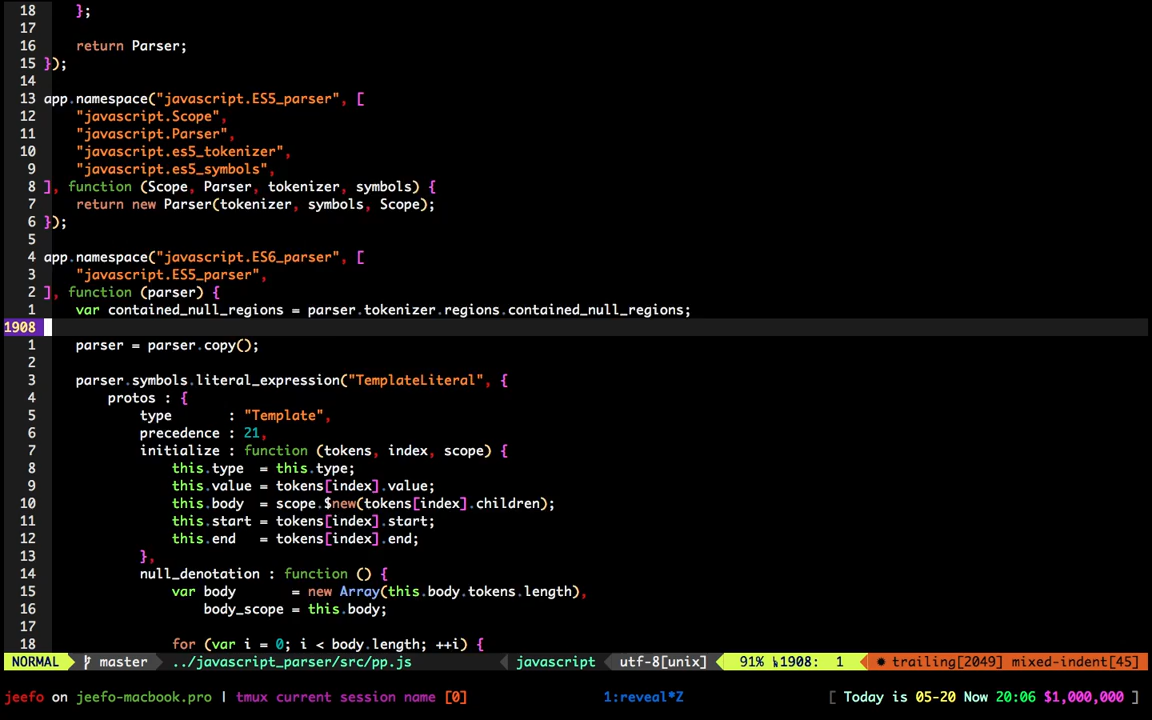 18     };
17
16     return Parser;
15 });
14
13 app.namespace("javascript.ES5_parser", [
12     "javascript.Scope",
11     "javascript.Parser",
10     "javascript.es5_tokenizer",
9     "javascript.es5_symbols",
8 ], function (Scope, Parser, tokenizer, symbols) {
7     return new Parser(tokenizer, symbols, Scope);
6 });
5
4 app.namespace("javascript.ES6_parser", [
3     "javascript.ES5_parser",
2 ], function (parser) {
1     var contained_null_regions = parser.tokenizer.regions.contained_null_regions;
1908
1     parser = parser.copy();
2
3     parser.symbols.literal_expression("TemplateLiteral", {
4         protos : {
5             type       : "Template",
6             precedence : 21,
7             initialize : function (tokens, index, scope) {
8                 this.type  = this.type;
9                 this.value = tokens[index].value;
10                 this.body  = scope.$new(tokens[index].children);
11                 this.start = tokens[index].start;
12                 this.end   = tokens[index].end;
13             },
14             null_denotation : function () {
15                 var body       = new Array(this.body.tokens.length),
16                     body_scope = this.body;
17
18                 for (var i = 0; i < body.length; ++i) {
NORMAL master ../javascript_parser/src/pp.js javascript utf-8[unix] 91% 1908: 1 trailing[2049] mixed-indent[45]
jeefo on jeefo-macbook.pro | tmux current session name [0] 1:reveal*Z [ Today is 05-20 Now 20:06 $1,000,000 ]